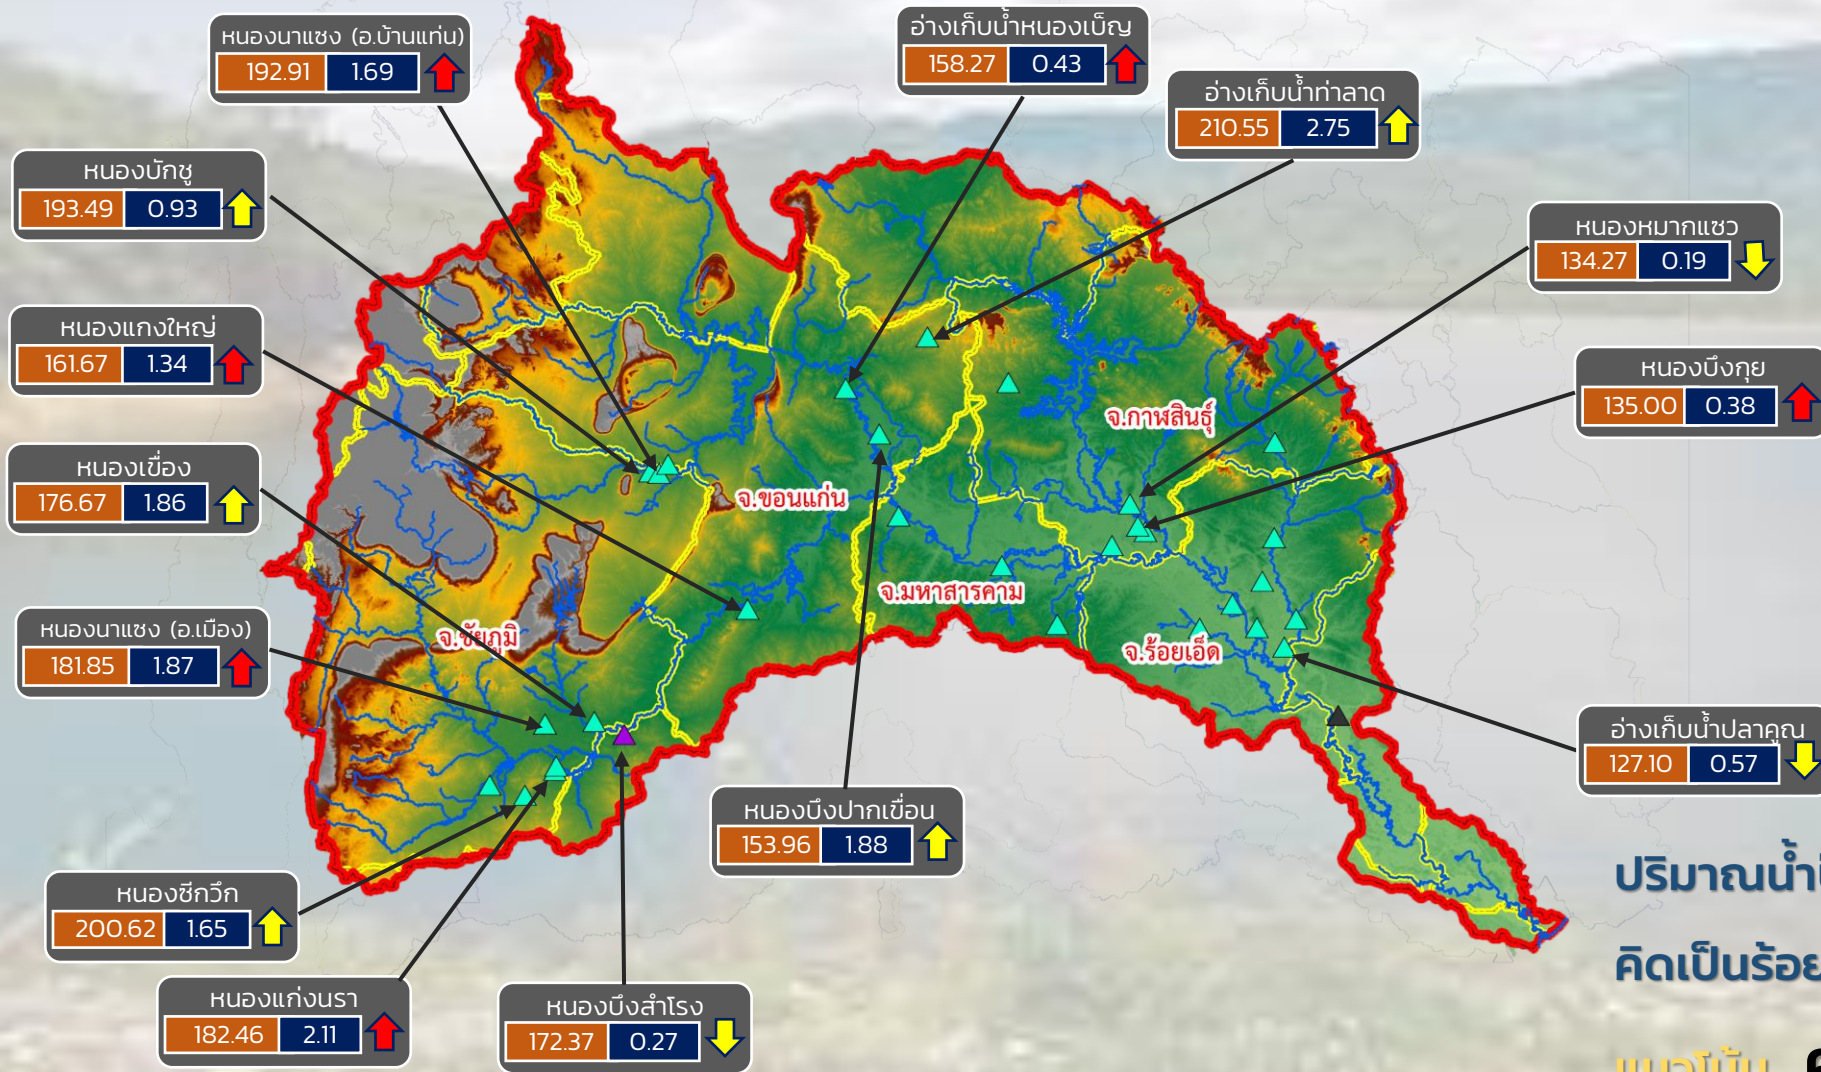 หนองนาแซง (อ.บ้านแท่น)
192.91 1.69
อ่างเก็บน้ำหนองเบ็ญ
158.27 0.43
อ่างเก็บน้ำท่าลาด
210.55 2.75
หนองบักซู
193.49 0.93
หนองหมากแซว
134.27 0.19
หนองแกงใหญ่
161.67 1.34
หนองบึงกุย
135.00 0.38
จ.กาฬสินธุ์
หนองเขื่อง
176.67 1.86
จ.ขอนแก่น
จ.มหาสารคาม
หนองนาแซง (อ.เมือง)
181.85 1.87
จ.ชัยภูมิ
จ.ร้อยเอ็ด
อ่างเก็บน้ำปลาคูณ
127.10 0.57
หนองบึงปากเขื่อน
153.96 1.88
หนองซีกวึก
200.62 1.65
ปริมาณน้ำ
คิดเป็นร้อย
หนองแก่งนรา
182.46 2.11
หนองบึงสำโรง
172.37 0.27
แนวโน้ม